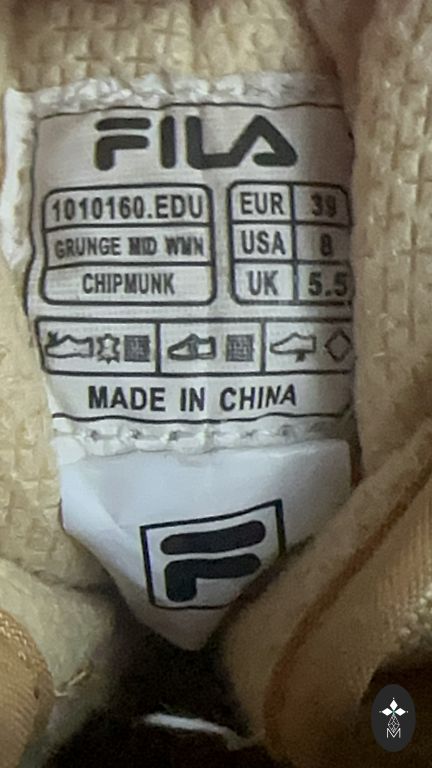 FILA
1010160.EDU
GRUNGE MID WMN
CHIPMUNK
EUR 39
USA 8
UK 5.5
MADE IN CHINA
F
M